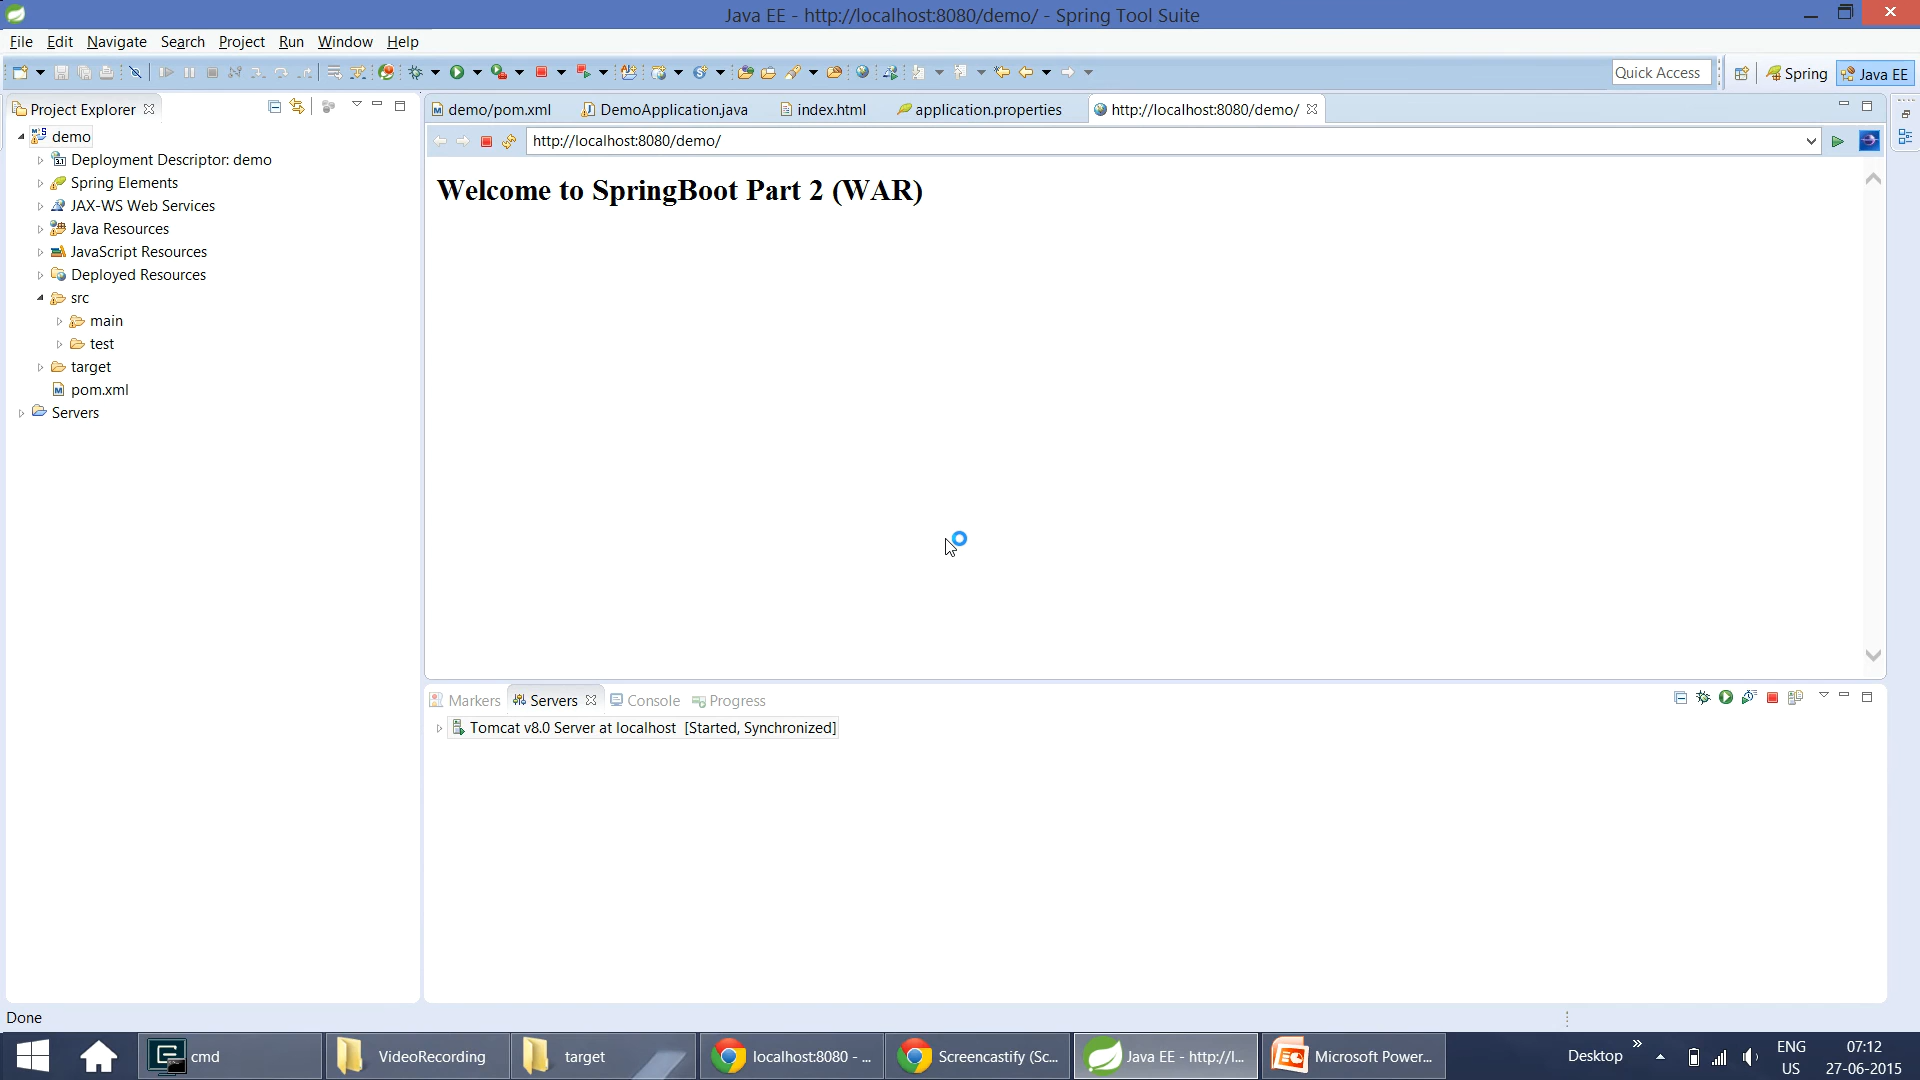 Java EE - http://localhost:8080/demo/ - Spring Tool Suite
File Edit Navigate Search Project Run Window Help
Quick Access Spring Java EE
Project Explorer
demo/pom.xml DemoApplication.java index.html application.properties http://localhost:8080/demo/
http://localhost:8080/demo/
demo
Deployment Descriptor: demo
Spring Elements
JAX-WS Web Services
Java Resources
JavaScript Resources
Deployed Resources
src
main
test
target
pom.xml
Servers
Welcome to SpringBoot Part 2 (WAR)
Markers Servers Console Progress
Tomcat v8.0 Server at localhost [Started, Synchronized]
Done
cmd VideoRecording target localhost:8080 - ... Screencastify (Sc... Java EE - http://l... Microsoft Power... Desktop
ENG
US
07:12
27-06-2015